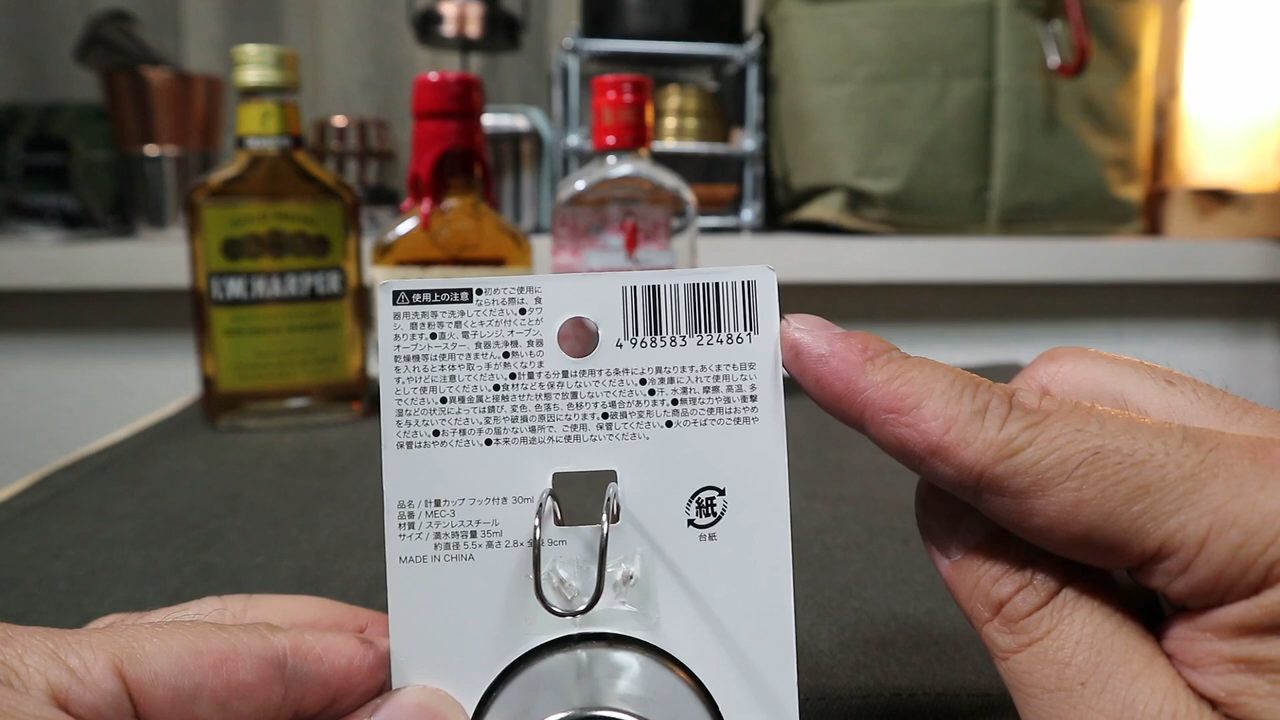 I.W.HARPER
⚠使用上の注意 ●初めてご使用に
なられる際は、食
器用洗剤等で洗浄してください。●タワ
シ、磨き粉等で磨くとキズが付くことが
あります。●直火、電子レンジ、オーブン、
オーブントースター、食器洗浄機、食器
乾燥機等は使用できません。●熱いもの
を入れると本体や取っ手が熱くなりま
す。やけどに注意してください。●計量する分量は使用する条件により異なります。あくまでも目安
として使用してください。●食材などを保存しないでください。●冷凍庫に入れて使用しない
でください。●異種金属と接触させた状態で放置しないでください。●汗、水濡れ、摩擦、高温、多
湿などの状況によっては錆び、変色、色落ち、色移りする場合があります。●無理な力や強い衝撃
を与えないでください。変形や破損の原因になります。●破損や変形した商品のご使用はおやめ
ください。●お子様の手の届かない場所で、ご使用、保管してください。●火のそばでのご使用や
保管はおやめください。●本来の用途以外に使用しないでください。
4 968583 224861
品名 / 計量カップ フック付き 30ml
品番 / MEC-3
材質 / ステンレススチール
サイズ / 満水時容量 35ml
約直径 5.5× 高さ 2.8× 全長 9cm
MADE IN CHINA
紙
台紙